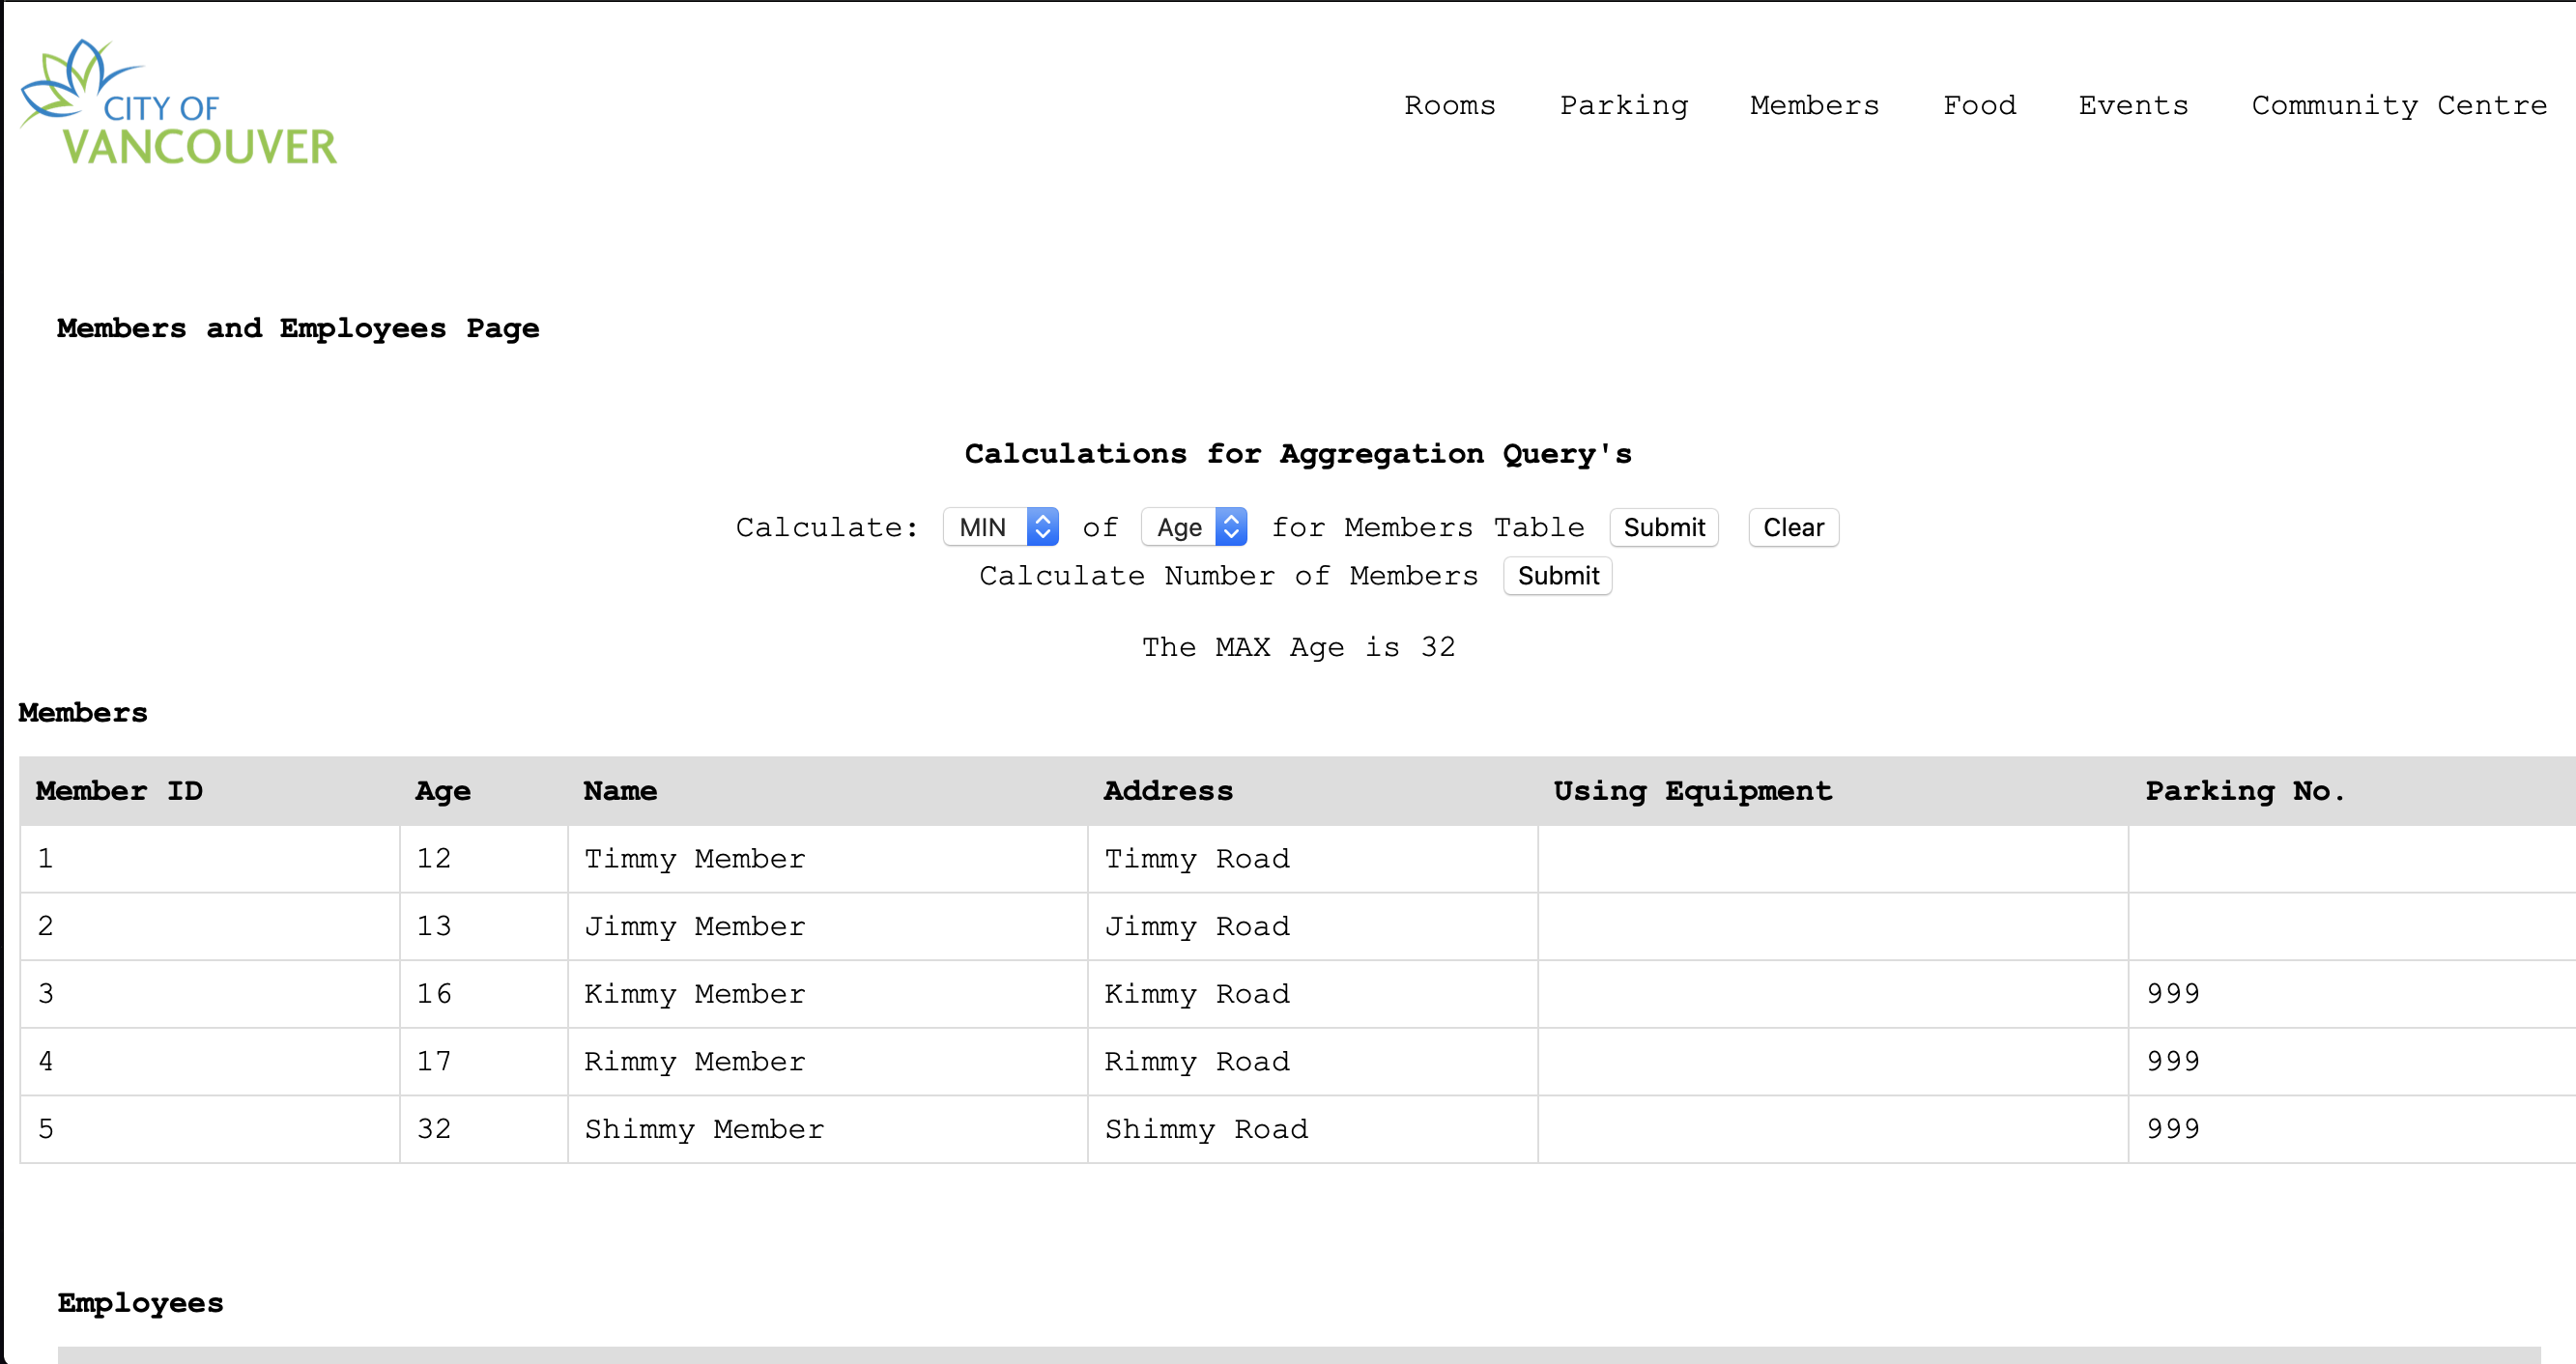 CITY OF
VANCOUVER
Rooms Parking Members Food Events Community Centre
Members and Employees Page
Calculations for Aggregation Query's
Calculate: MIN of Age for Members Table Submit Clear
Calculate Number of Members Submit
The MAX Age is 32
Members
Member ID Age Name Address Using Equipment Parking No.
1 12 Timmy Member Timmy Road
2 13 Jimmy Member Jimmy Road
3 16 Kimmy Member Kimmy Road 999
4 17 Rimmy Member Rimmy Road 999
5 32 Shimmy Member Shimmy Road 999
Employees